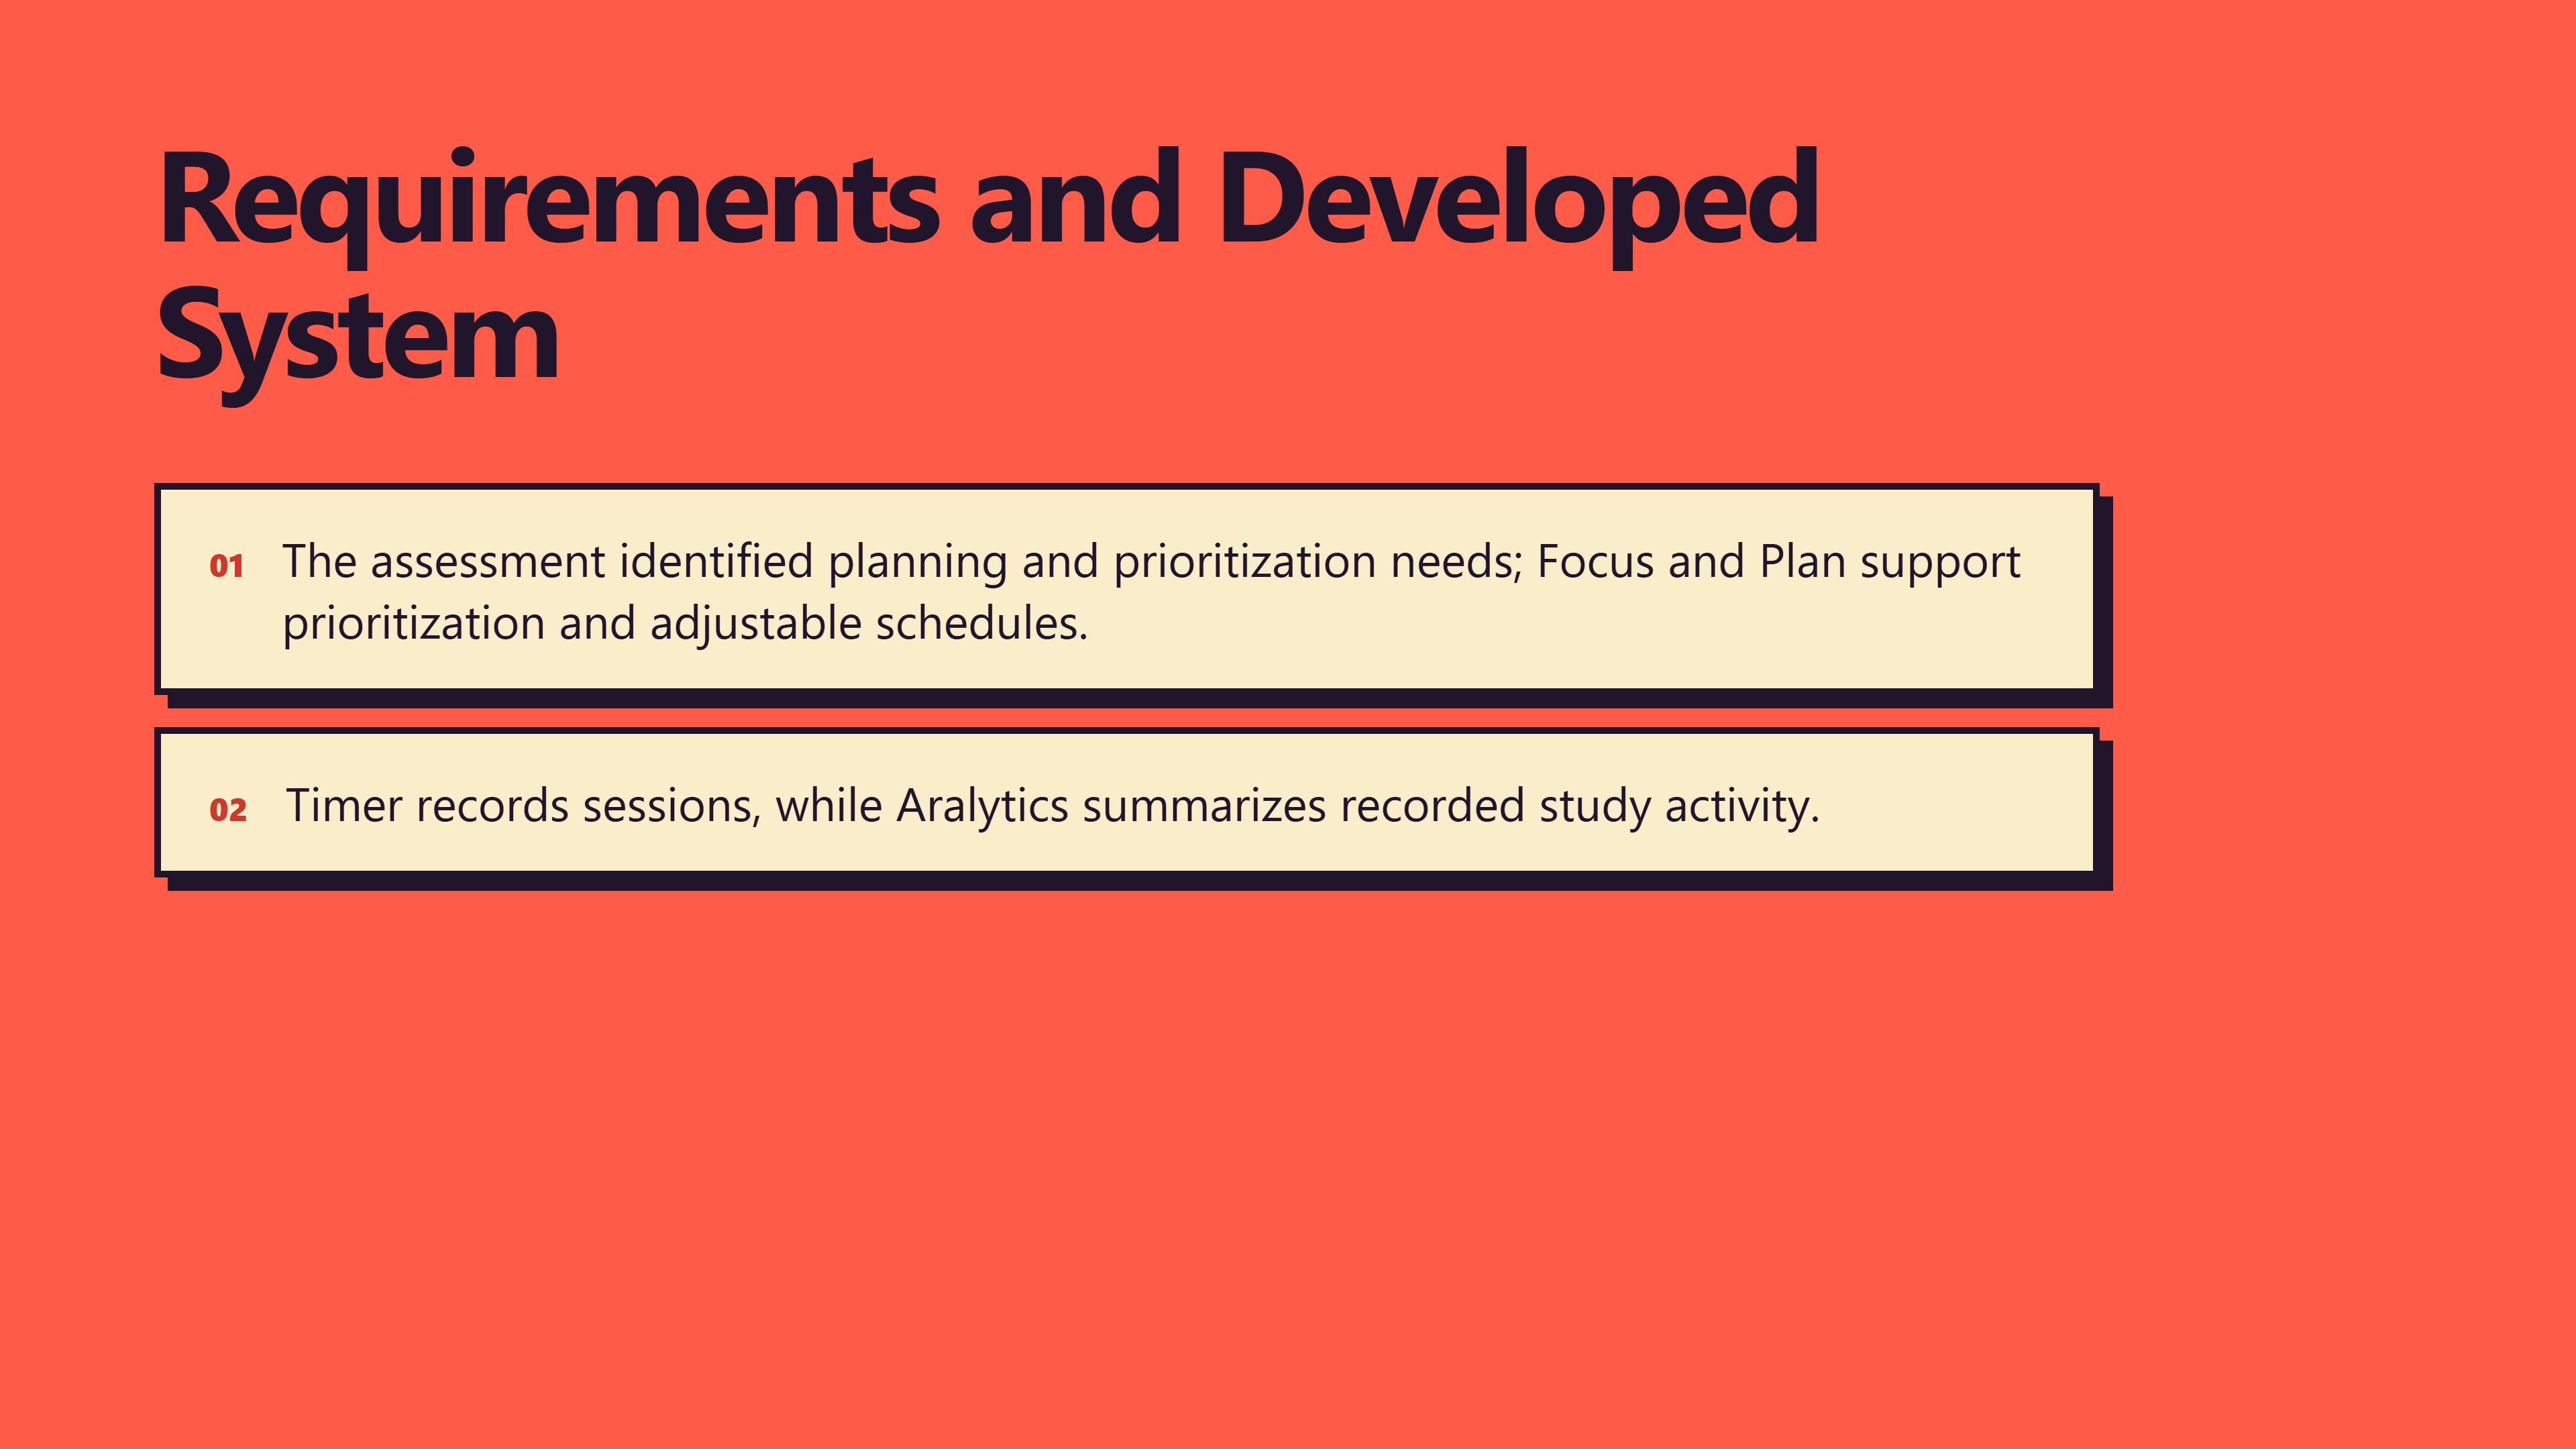 Requirements and Developed
System
01 The assessment identified planning and prioritization needs; Focus and Plan support
prioritization and adjustable schedules.
02 Timer records sessions, while Aralytics summarizes recorded study activity.